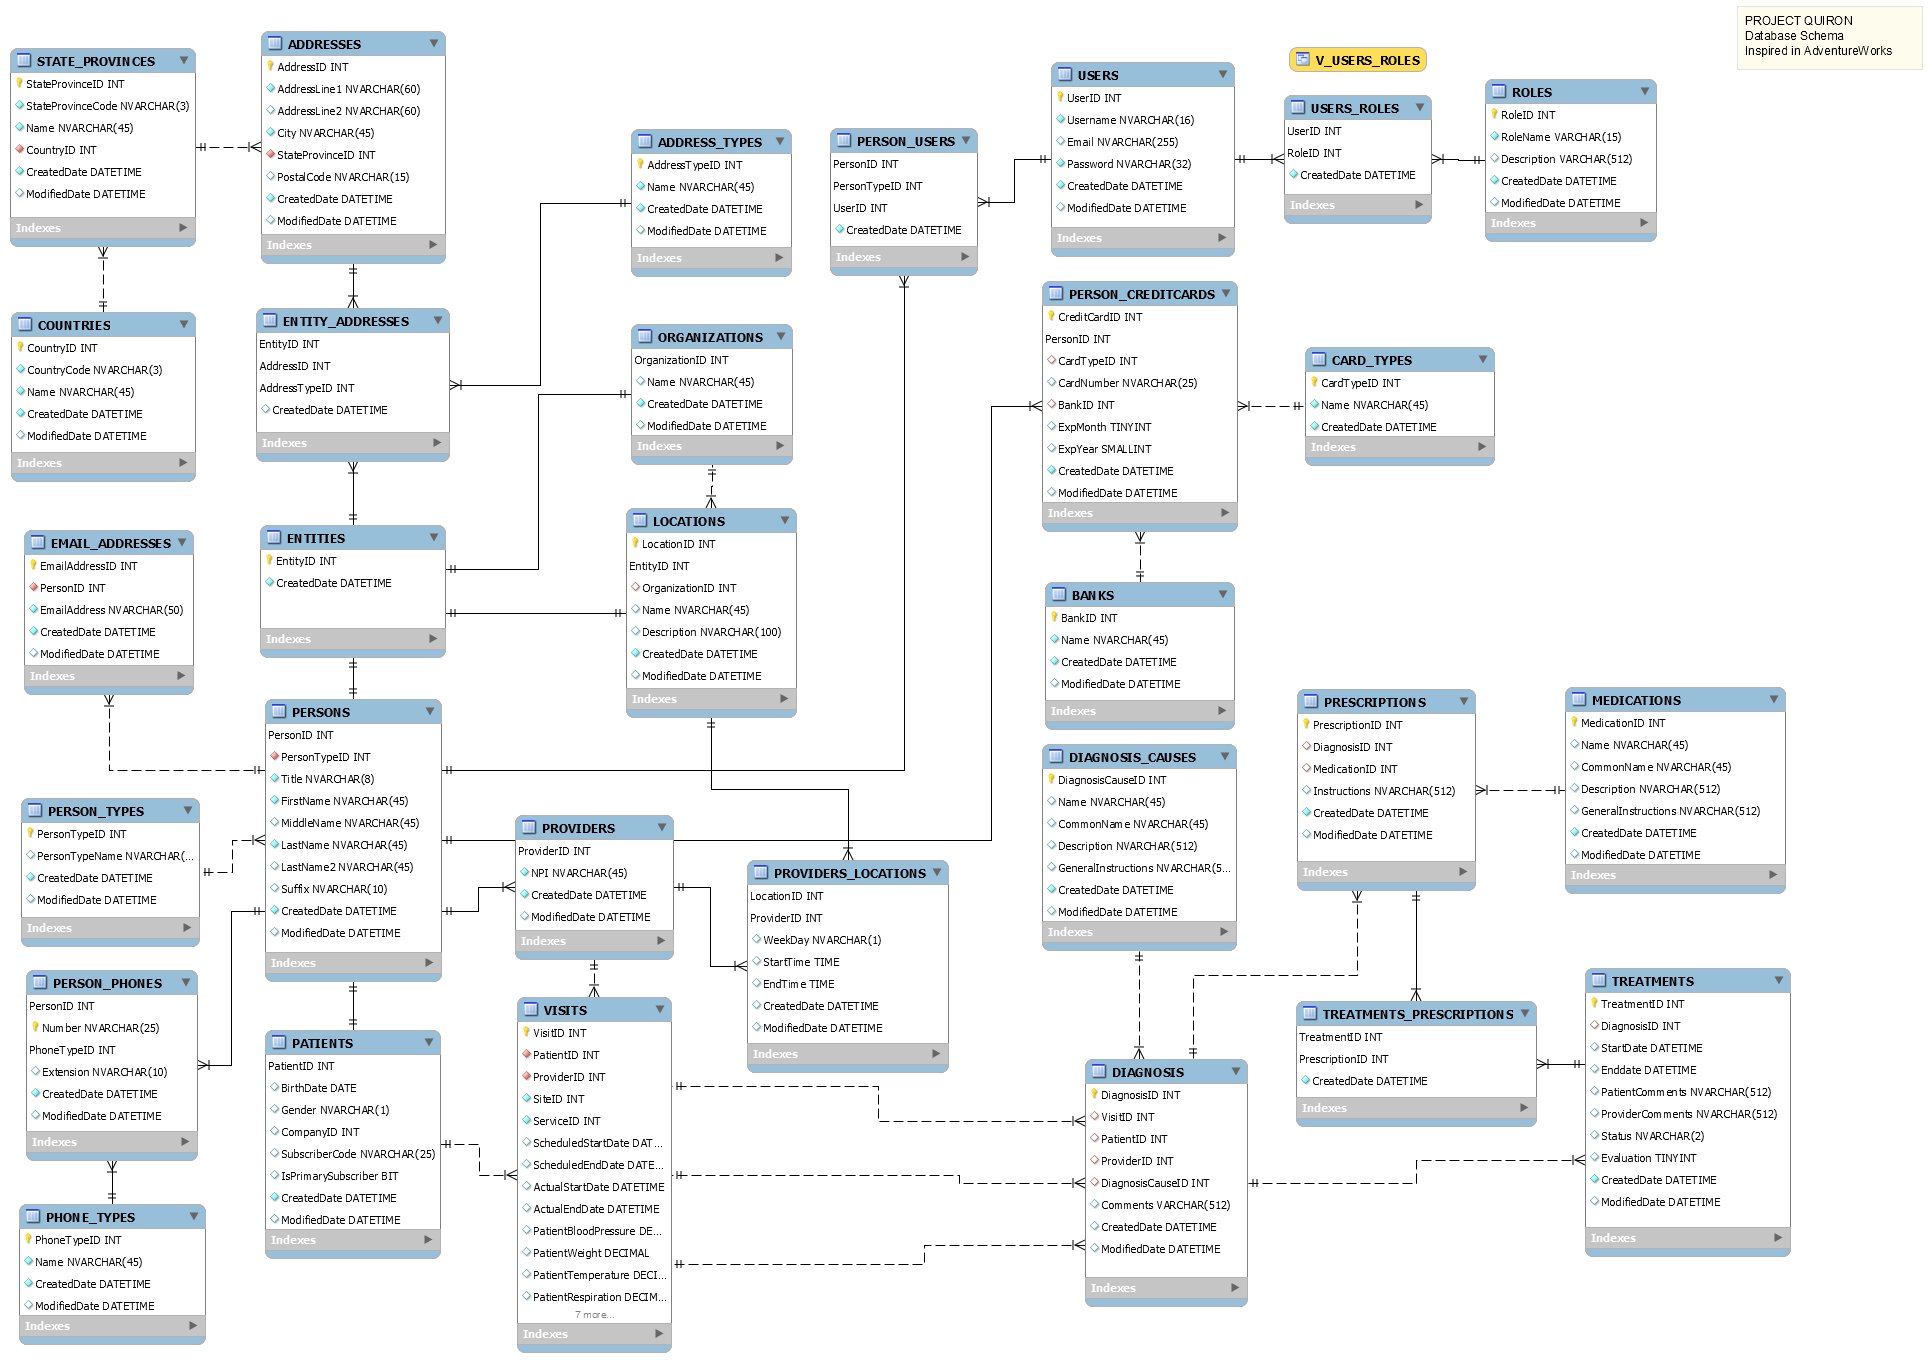 PROJECT QUIRON
Database Schema
Inspired in AdventureWorks
STATE_PROVINCES
StateProvinceID INT
StateProvinceCode NVARCHAR(3)
Name NVARCHAR(45)
CountryID INT
CreatedDate DATETIME
ModifiedDate DATETIME
Indexes
ADDRESSES
AddressID INT
AddressLine1 NVARCHAR(60)
AddressLine2 NVARCHAR(60)
City NVARCHAR(45)
StateProvinceID INT
PostalCode NVARCHAR(15)
CreatedDate DATETIME
ModifiedDate DATETIME
Indexes
ADDRESS_TYPES
AddressTypeID INT
Name NVARCHAR(45)
CreatedDate DATETIME
ModifiedDate DATETIME
Indexes
PERSON_USERS
PersonID INT
PersonTypeID INT
UserID INT
CreatedDate DATETIME
Indexes
USERS
UserID INT
Username NVARCHAR(16)
Email NVARCHAR(255)
Password NVARCHAR(32)
CreatedDate DATETIME
ModifiedDate DATETIME
Indexes
V_USERS_ROLES
USERS_ROLES
UserID INT
RoleID INT
CreatedDate DATETIME
Indexes
ROLES
RoleID INT
RoleName VARCHAR(15)
Description VARCHAR(512)
CreatedDate DATETIME
ModifiedDate DATETIME
Indexes
COUNTRIES
CountryID INT
CountryCode NVARCHAR(3)
Name NVARCHAR(45)
CreatedDate DATETIME
ModifiedDate DATETIME
Indexes
ENTITY_ADDRESSES
EntityID INT
AddressID INT
AddressTypeID INT
CreatedDate DATETIME
Indexes
ORGANIZATIONS
OrganizationID INT
Name NVARCHAR(45)
CreatedDate DATETIME
ModifiedDate DATETIME
Indexes
PERSON_CREDITCARDS
CreditCardID INT
PersonID INT
CardTypeID INT
CardNumber NVARCHAR(25)
BankID INT
ExpMonth TINYINT
ExpYear SMALLINT
CreatedDate DATETIME
ModifiedDate DATETIME
Indexes
CARD_TYPES
CardTypeID INT
Name NVARCHAR(45)
CreatedDate DATETIME
Indexes
EMAIL_ADDRESSES
EmailAddressID INT
PersonID INT
EmailAddress NVARCHAR(50)
CreatedDate DATETIME
ModifiedDate DATETIME
Indexes
ENTITIES
EntityID INT
CreatedDate DATETIME
Indexes
LOCATIONS
LocationID INT
EntityID INT
OrganizationID INT
Name NVARCHAR(45)
Description NVARCHAR(100)
CreatedDate DATETIME
ModifiedDate DATETIME
Indexes
BANKS
BankID INT
Name NVARCHAR(45)
CreatedDate DATETIME
ModifiedDate DATETIME
Indexes
PERSONS
PersonID INT
PersonTypeID INT
Title NVARCHAR(8)
FirstName NVARCHAR(45)
MiddleName NVARCHAR(45)
LastName NVARCHAR(45)
LastName2 NVARCHAR(45)
Suffix NVARCHAR(10)
CreatedDate DATETIME
ModifiedDate DATETIME
Indexes
PERSON_TYPES
PersonTypeID INT
PersonTypeName NVARCHAR(...
CreatedDate DATETIME
ModifiedDate DATETIME
Indexes
PROVIDERS
ProviderID INT
NPI NVARCHAR(45)
CreatedDate DATETIME
ModifiedDate DATETIME
Indexes
PROVIDERS_LOCATIONS
LocationID INT
ProviderID INT
WeekDay NVARCHAR(1)
StartTime TIME
EndTime TIME
CreatedDate DATETIME
ModifiedDate DATETIME
Indexes
DIAGNOSIS_CAUSES
DiagnosisCauseID INT
Name NVARCHAR(45)
CommonName NVARCHAR(45)
Description NVARCHAR(512)
GeneralInstructions NVARCHAR(5...
CreatedDate DATETIME
ModifiedDate DATETIME
Indexes
PRESCRIPTIONS
PrescriptionID INT
DiagnosisID INT
MedicationID INT
Instructions NVARCHAR(512)
CreatedDate DATETIME
ModifiedDate DATETIME
Indexes
MEDICATIONS
MedicationID INT
Name NVARCHAR(45)
CommonName NVARCHAR(45)
Description NVARCHAR(512)
GeneralInstructions NVARCHAR(512)
CreatedDate DATETIME
ModifiedDate DATETIME
Indexes
PERSON_PHONES
PersonID INT
Number NVARCHAR(25)
PhoneTypeID INT
Extension NVARCHAR(10)
CreatedDate DATETIME
ModifiedDate DATETIME
Indexes
PATIENTS
PatientID INT
BirthDate DATE
Gender NVARCHAR(1)
CompanyID INT
SubscriberCode NVARCHAR(25)
IsPrimarySubscriber BIT
CreatedDate DATETIME
ModifiedDate DATETIME
Indexes
VISITS
VisitID INT
PatientID INT
ProviderID INT
SiteID INT
ServiceID INT
ScheduledStartDate DAT...
ScheduledEndDate DATE...
ActualStartDate DATETIME
ActualEndDate DATETIME
PatientBloodPressure DE...
PatientWeight DECIMAL
PatientTemperature DECI...
PatientRespiration DECIM...
7 more...
Indexes
DIAGNOSIS
DiagnosisID INT
VisitID INT
PatientID INT
ProviderID INT
DiagnosisCauseID INT
Comments VARCHAR(512)
CreatedDate DATETIME
ModifiedDate DATETIME
Indexes
TREATMENTS_PRESCRIPTIONS
TreatmentID INT
PrescriptionID INT
CreatedDate DATETIME
Indexes
TREATMENTS
TreatmentID INT
DiagnosisID INT
StartDate DATETIME
Enddate DATETIME
PatientComments NVARCHAR(512)
ProviderComments NVARCHAR(512)
Status NVARCHAR(2)
Evaluation TINYINT
CreatedDate DATETIME
ModifiedDate DATETIME
Indexes
PHONE_TYPES
PhoneTypeID INT
Name NVARCHAR(45)
CreatedDate DATETIME
ModifiedDate DATETIME
Indexes